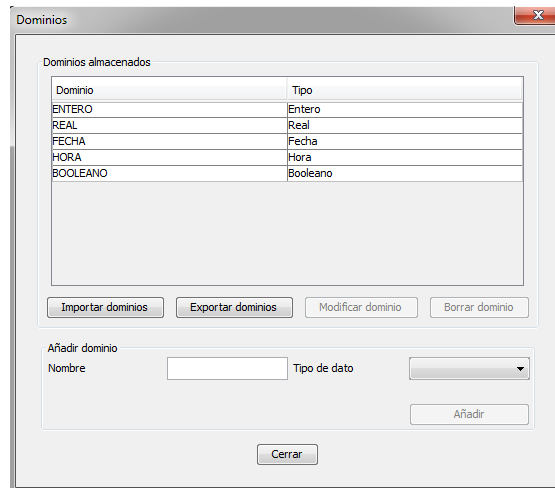 Dominios
Dominios almacenados
Dominio Tipo
ENTERO Entero
REAL Real
FECHA Fecha
HORA Hora
BOOLEANO Booleano
Importar dominios Exportar dominios Modificar dominio Borrar dominio
Añadir dominio
Nombre Tipo de dato
Añadir
Cerrar